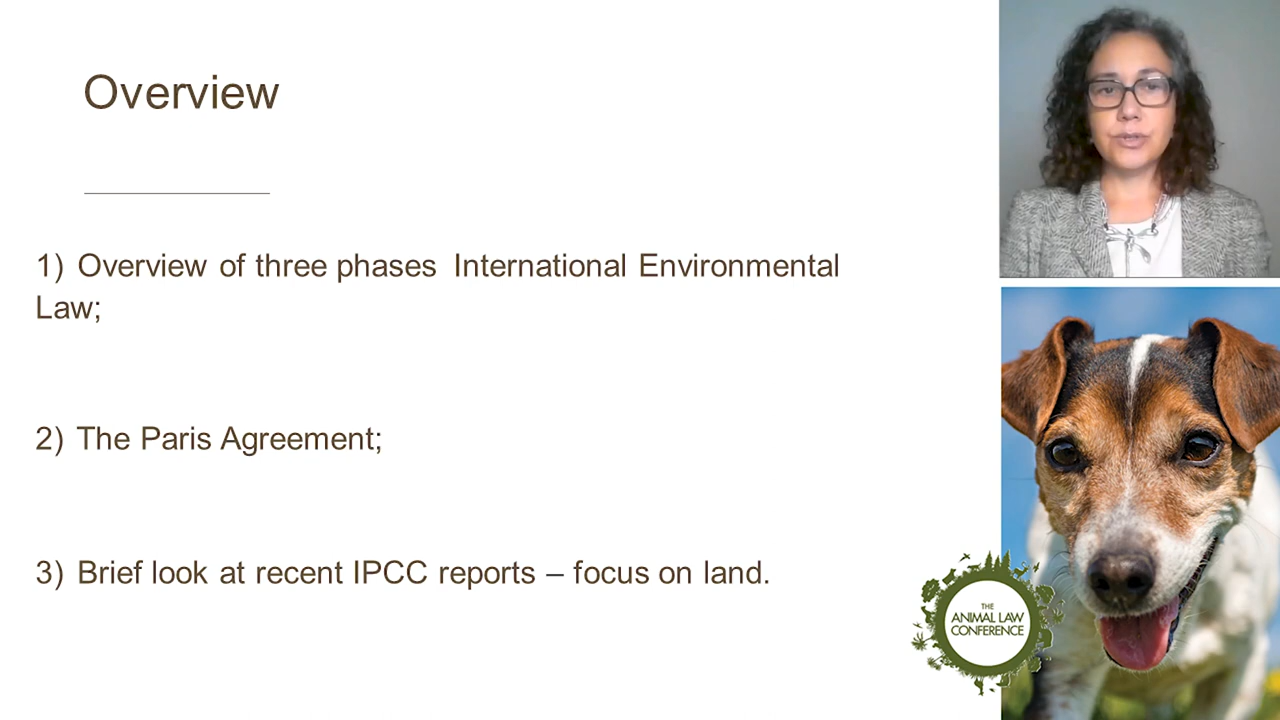 Overview
1) Overview of three phases International Environmental
Law;
2) The Paris Agreement;
3) Brief look at recent IPCC reports – focus on land.
THE
ANIMAL LAW
CONFERENCE